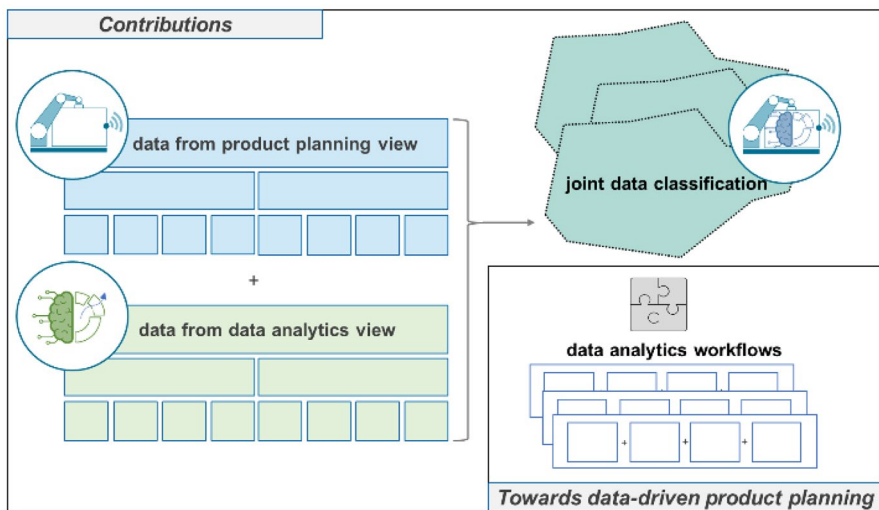 Contributions
data from product planning view
+
data from data analytics view
joint data classification
data analytics workflows
+ + +
Towards data-driven product planning